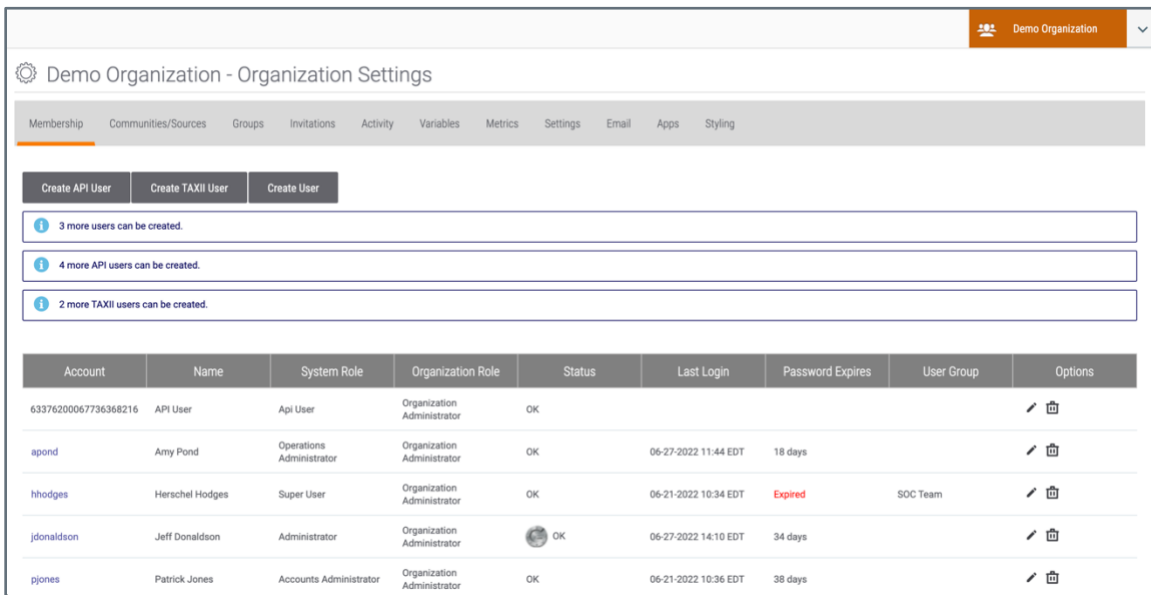 Demo Organization
Demo Organization - Organization Settings
Membership Communities/Sources Groups Invitations Activity Variables Metrics Settings Email Apps Styling
Create API User Create TAXII User Create User
3 more users can be created.
4 more API users can be created.
2 more TAXII users can be created.
Account Name System Role Organization Role Status Last Login Password Expires User Group Options
63376200067736368216 API User Api User Organization Administrator OK
apond Amy Pond Operations Administrator Organization Administrator OK 06-27-2022 11:44 EDT 18 days
hhodges Herschel Hodges Super User Organization Administrator OK 06-21-2022 10:34 EDT Expired SOC Team
jdonaldson Jeff Donaldson Administrator Organization Administrator OK 06-27-2022 14:10 EDT 34 days
pjones Patrick Jones Accounts Administrator Organization Administrator OK 06-21-2022 10:36 EDT 38 days